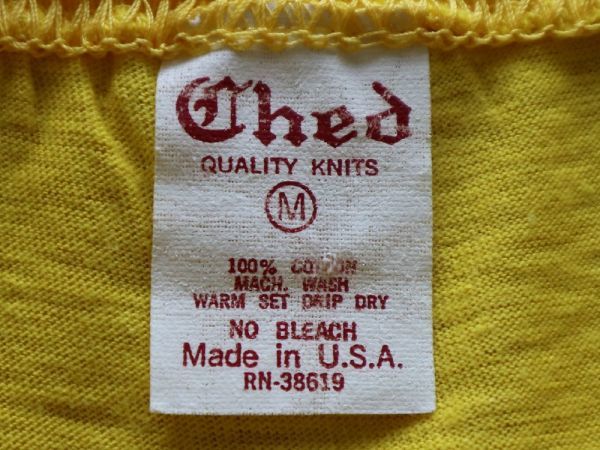 Ched
QUALITY KNITS
M
100% COTTON
MACH. WASH
WARM SET DRIP DRY
NO BLEACH
Made in U.S.A.
RN-38619